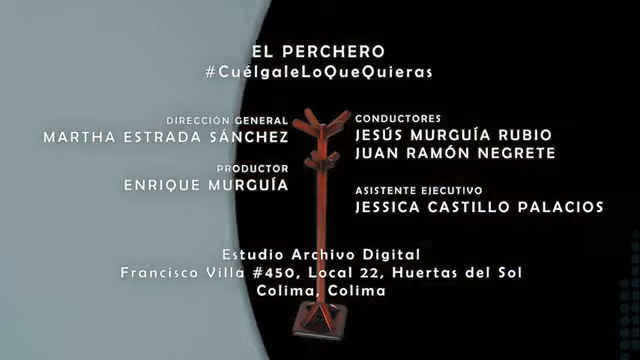 EL PERCHERO
#CuélgaleLoQueQuieras
DIRECCIÓN GENERAL
MARTHA ESTRADA SÁNCHEZ
PRODUCTOR
ENRIQUE MURGUÍA
CONDUCTORES
JESÚS MURGUÍA RUBIO
JUAN RAMÓN NEGRETE
ASISTENTE EJECUTIVO
JESSICA CASTILLO PALACIOS
Estudio Archivo Digital
Francisco Villa #450, Local 22, Huertas del Sol
Colima, Colima